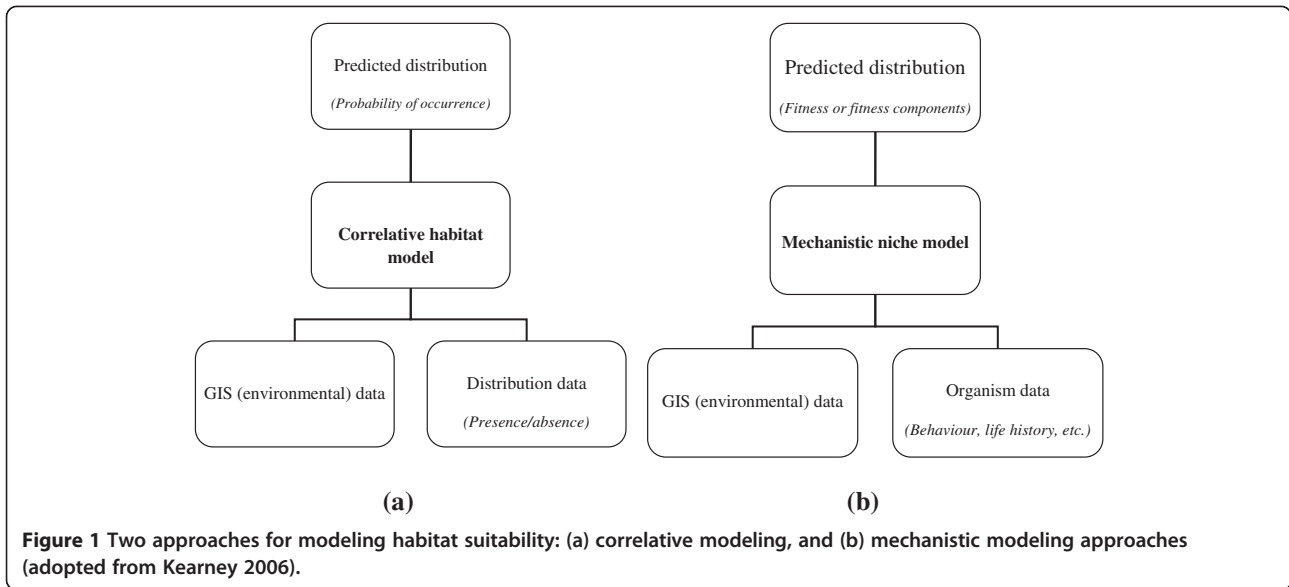 Predicted distribution
(Probability of occurrence)
Correlative habitat
model
GIS (environmental) data
Distribution data
(Presence/absence)
(a)
Predicted distribution
(Fitness or fitness components)
Mechanistic niche model
GIS (environmental) data
Organism data
(Behaviour, life history, etc.)
(b)
Figure 1 Two approaches for modeling habitat suitability: (a) correlative modeling, and (b) mechanistic modeling approaches
(adopted from Kearney 2006).